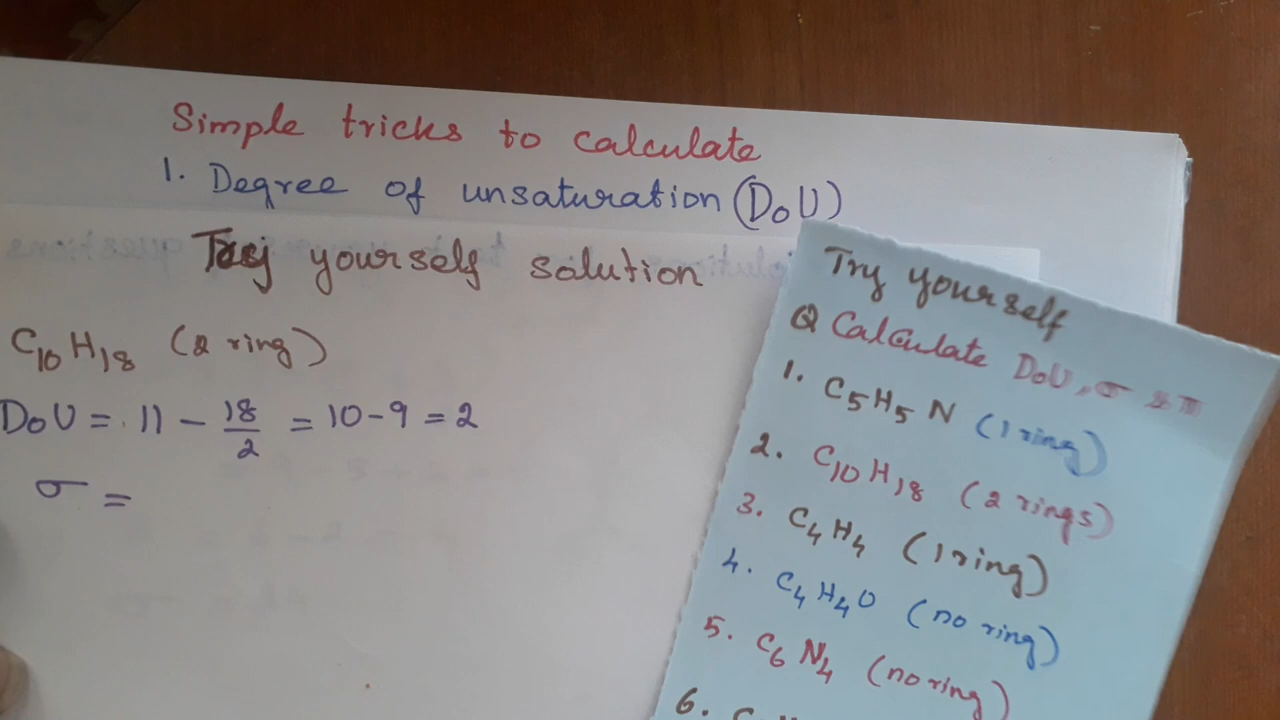 Simple tricks to calculate
1. Degree of unsaturation (DoU)
Try yourself solution
C₁₀H₁₈ (2 ring)
DoU = 11 - 18/2 = 10-9 = 2
σ =
Try yourself
Q Calculate DoU, σ & π
1. C₅H₅N (1 ring)
2. C₁₀H₁₈ (2 rings)
3. C₄H₄ (1 ring)
4. C₄H₄O (no ring)
5. C₆N₄ (no ring)
6. C